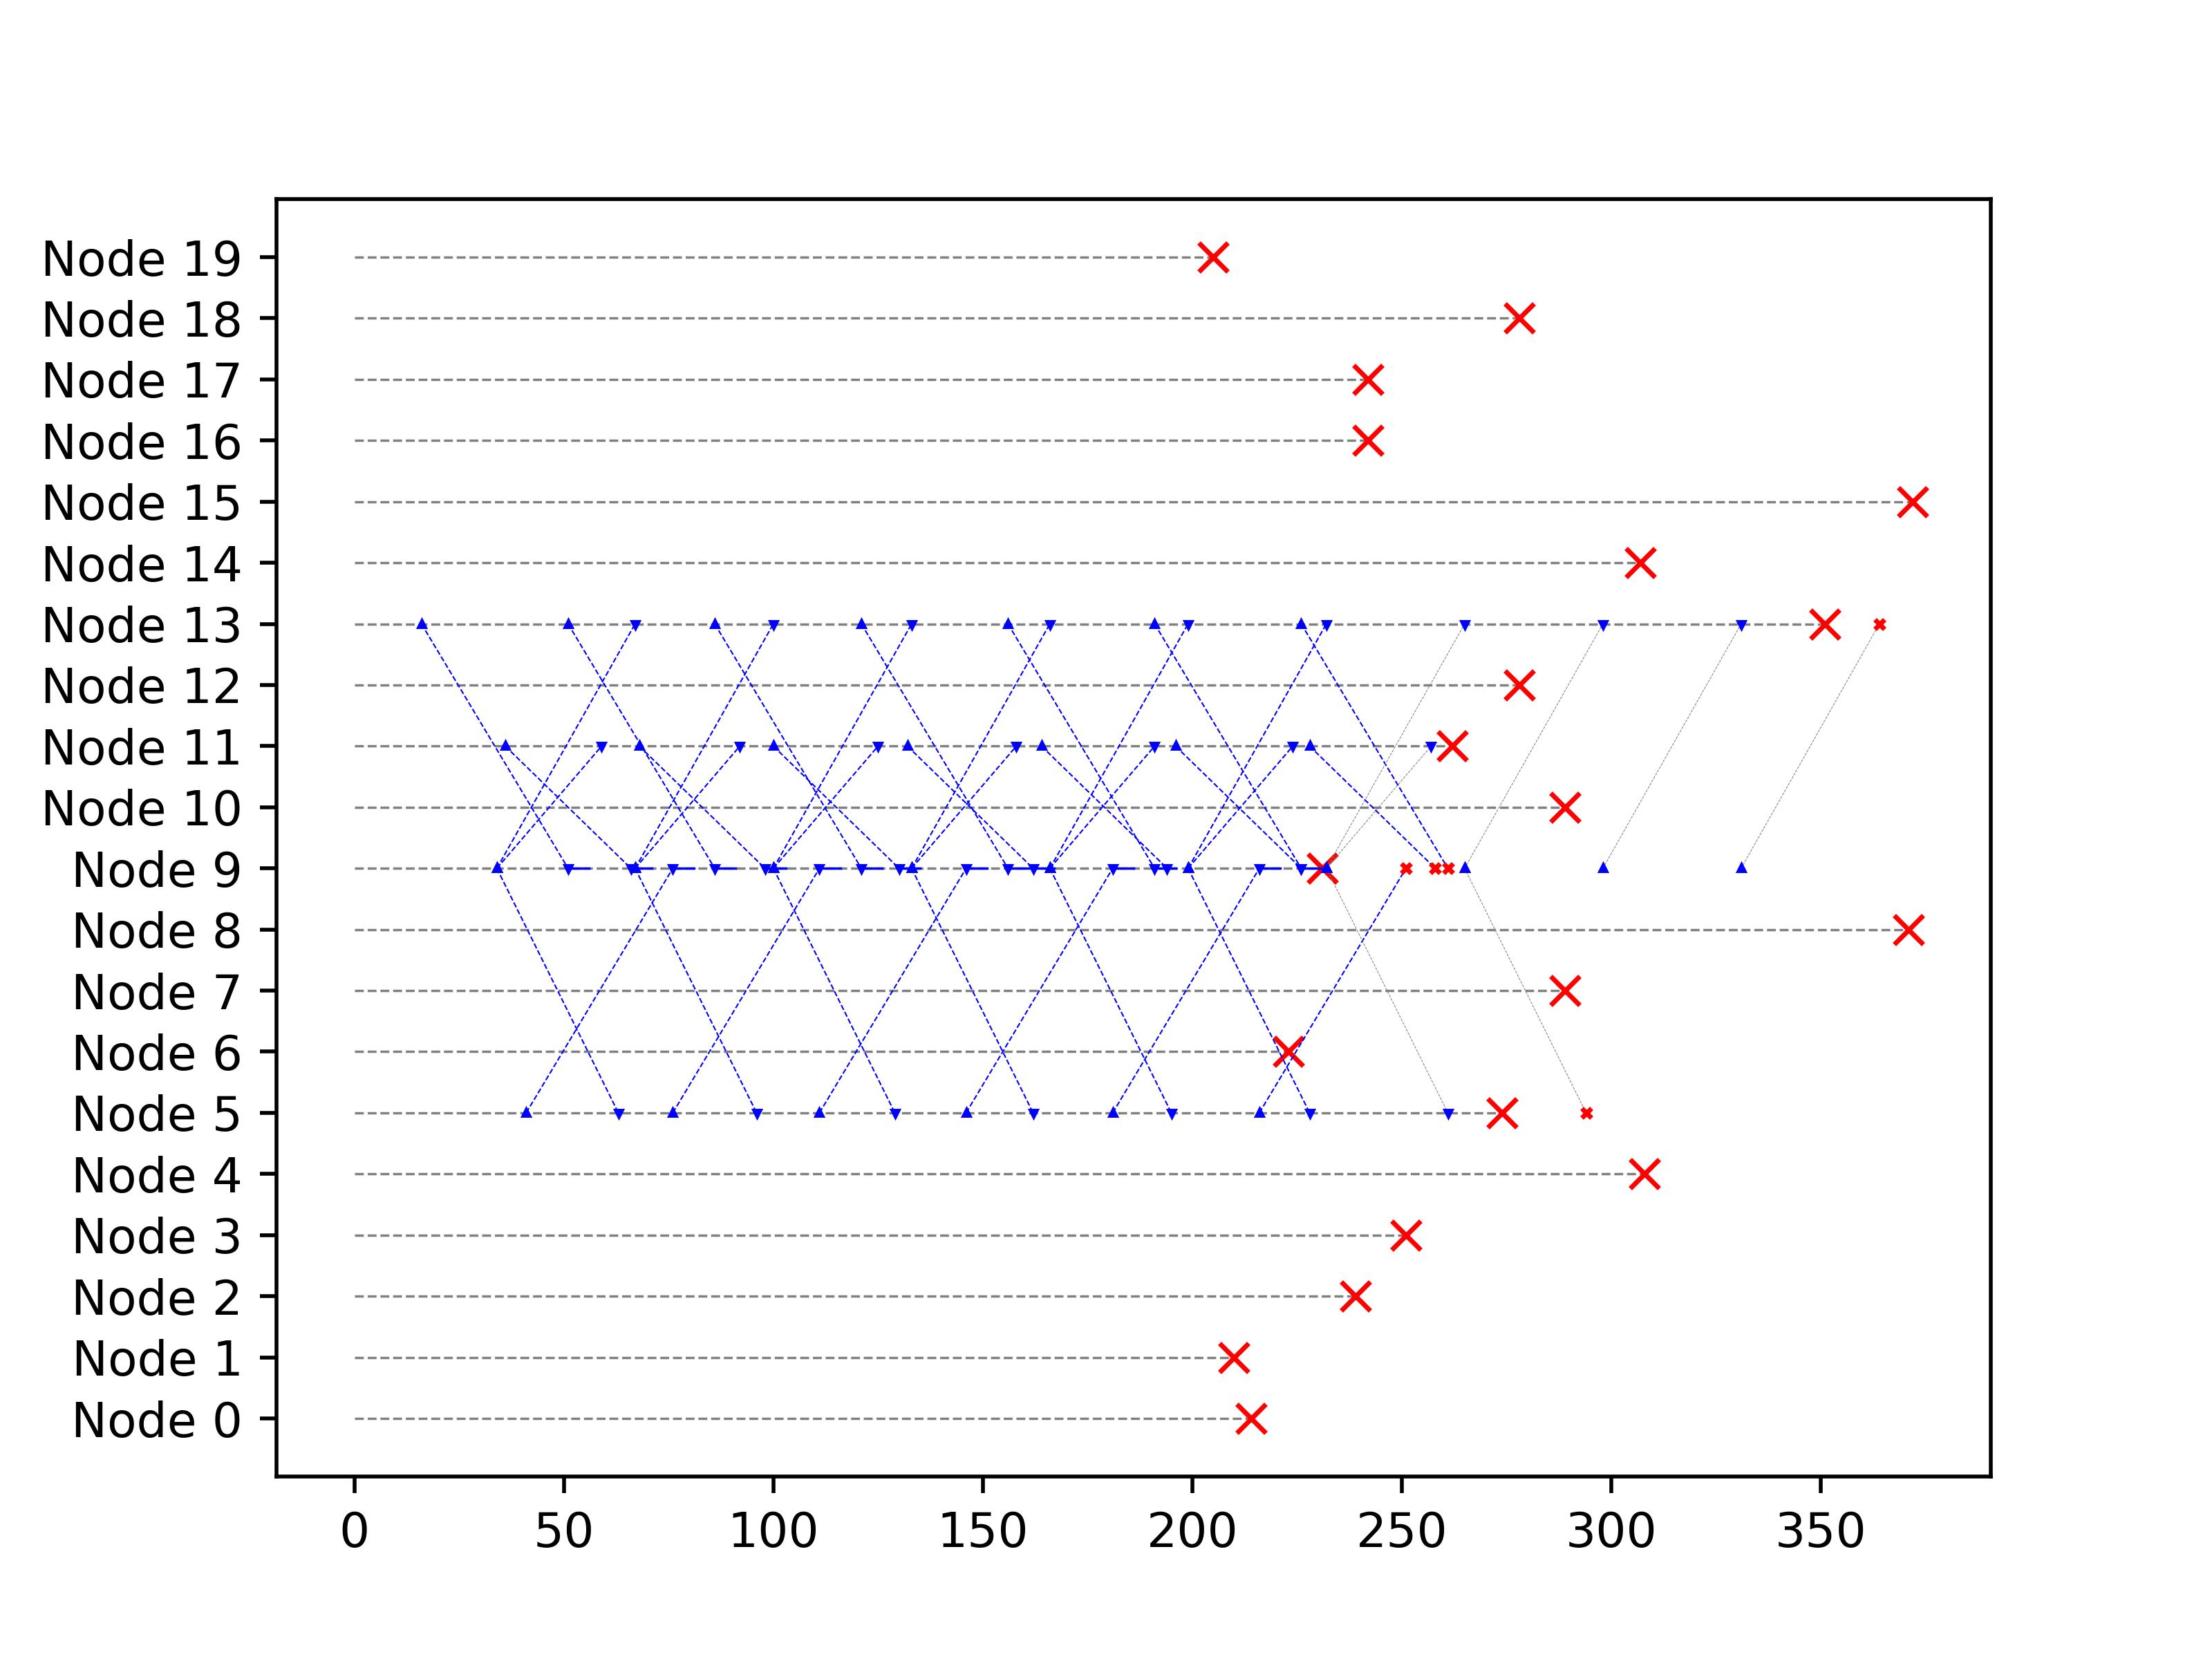 Node 19
Node 18
Node 17
Node 16
Node 15
Node 14
Node 13
Node 12
Node 11
Node 10
Node 9
Node 8
Node 7
Node 6
Node 5
Node 4
Node 3
Node 2
Node 1
Node 0
0 50 100 150 200 250 300 350